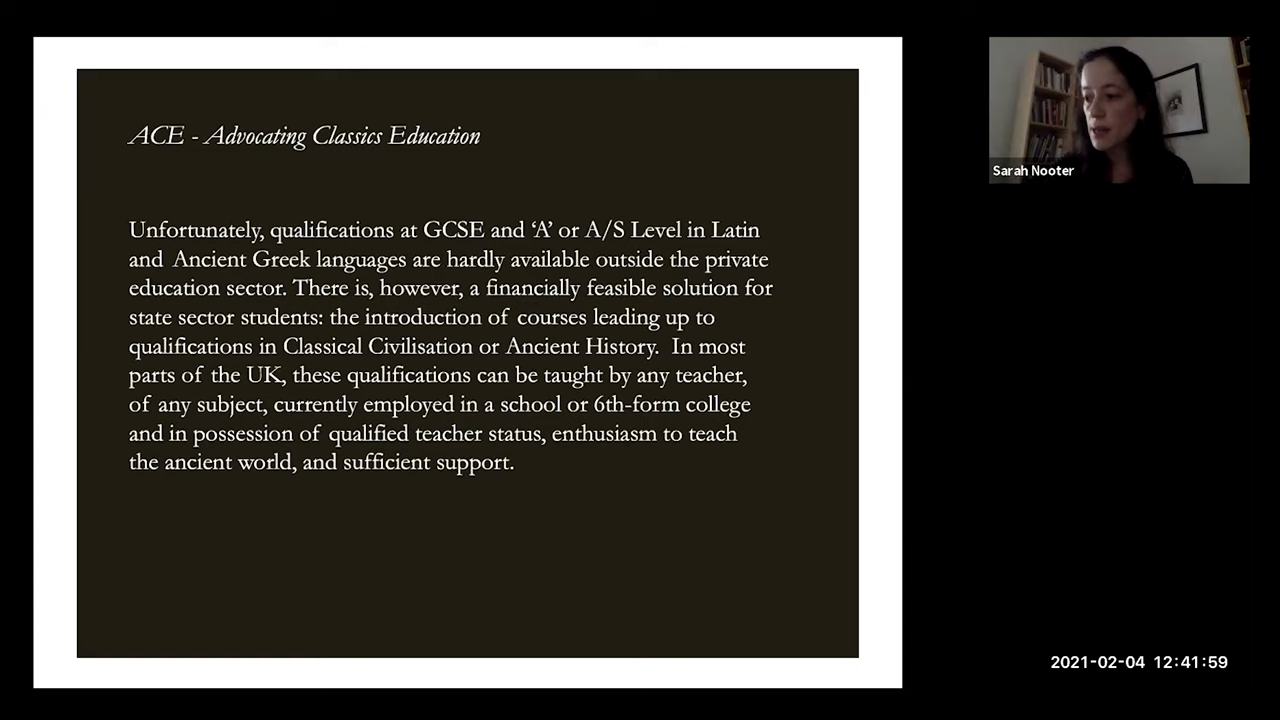 ACE - Advocating Classics Education
Unfortunately, qualifications at GCSE and ‘A’ or A/S Level in Latin
and Ancient Greek languages are hardly available outside the private
education sector. There is, however, a financially feasible solution for
state sector students: the introduction of courses leading up to
qualifications in Classical Civilisation or Ancient History. In most
parts of the UK, these qualifications can be taught by any teacher,
of any subject, currently employed in a school or 6th-form college
and in possession of qualified teacher status, enthusiasm to teach
the ancient world, and sufficient support.
Sarah Nooter
2021-02-04 12:41:59